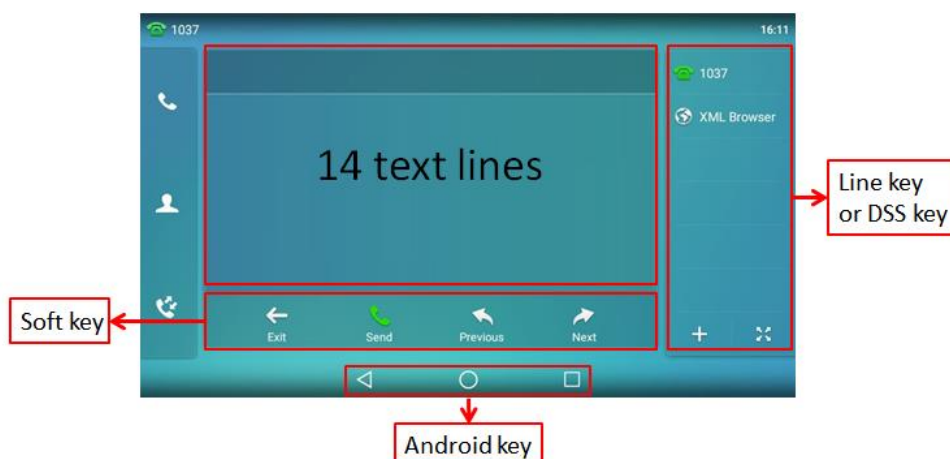 1037
16:11
1037
XML Browser
14 text lines
Line key
or DSS key
Soft key
Exit
Send
Previous
Next
Android key